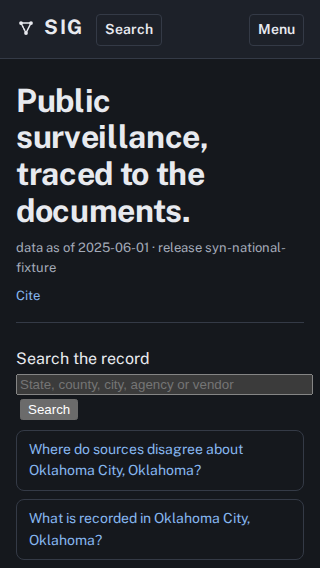 SIG Search Menu
Public
surveillance,
traced to the
documents.
data as of 2025-06-01 · release syn-national-
fixture
Cite
Search the record
State, county, city, agency or vendor
Search
Where do sources disagree about
Oklahoma City, Oklahoma?
What is recorded in Oklahoma City,
Oklahoma?